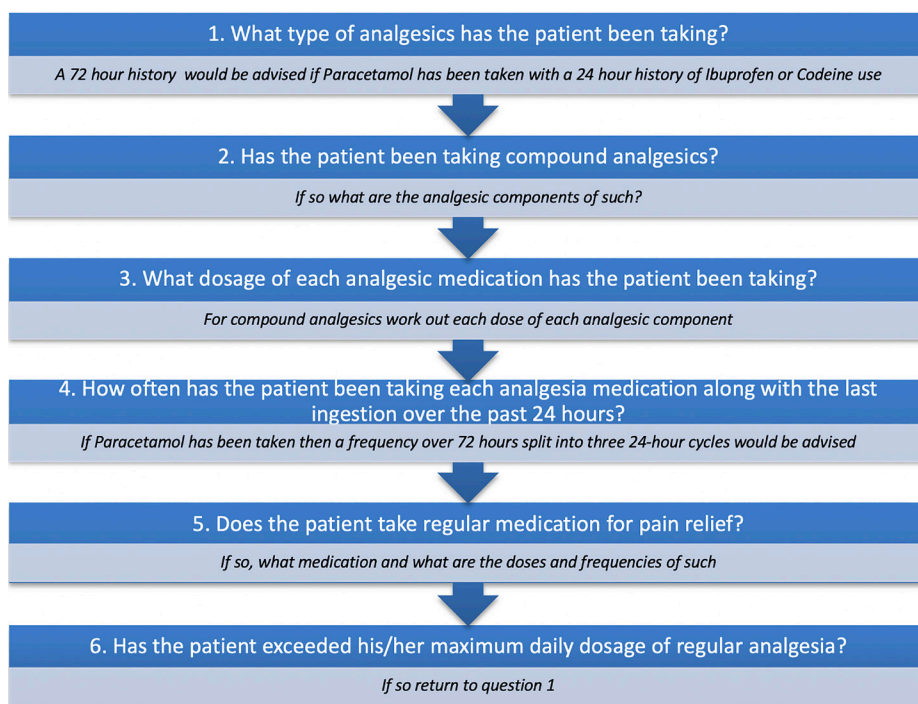 1. What type of analgesics has the patient been taking?
A 72 hour history would be advised if Paracetamol has been taken with a 24 hour history of Ibuprofen or Codeine use
2. Has the patient been taking compound analgesics?
If so what are the analgesic components of such?
3. What dosage of each analgesic medication has the patient been taking?
For compound analgesics work out each dose of each analgesic component
4. How often has the patient been taking each analgesia medication along with the last
ingestion over the past 24 hours?
If Paracetamol has been taken then a frequency over 72 hours split into three 24-hour cycles would be advised
5. Does the patient take regular medication for pain relief?
If so, what medication and what are the doses and frequencies of such
6. Has the patient exceeded his/her maximum daily dosage of regular analgesia?
If so return to question 1